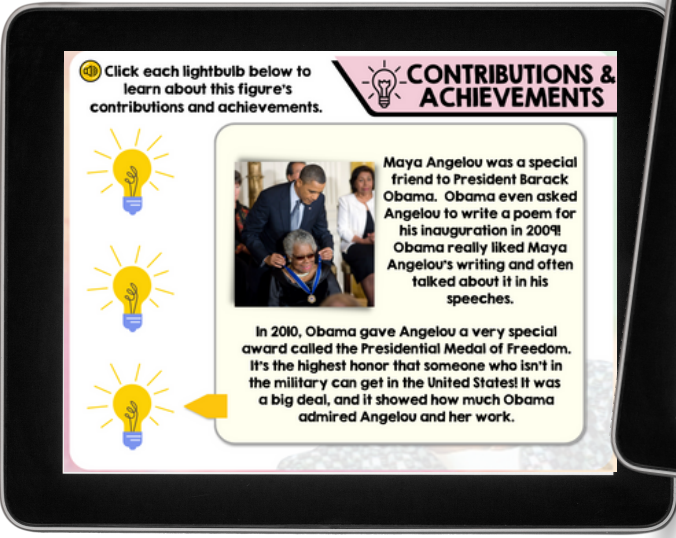 Click each lightbulb below to
learn about this figure's
contributions and achievements.
CONTRIBUTIONS &
ACHIEVEMENTS
Maya Angelou was a special
friend to President Barack
Obama. Obama even asked
Angelou to write a poem for
his inauguration in 2009!
Obama really liked Maya
Angelou's writing and often
talked about it in his
speeches.
In 2010, Obama gave Angelou a very special
award called the Presidential Medal of Freedom.
It's the highest honor that someone who isn't in
the military can get in the United States! It was
a big deal, and it showed how much Obama
admired Angelou and her work.